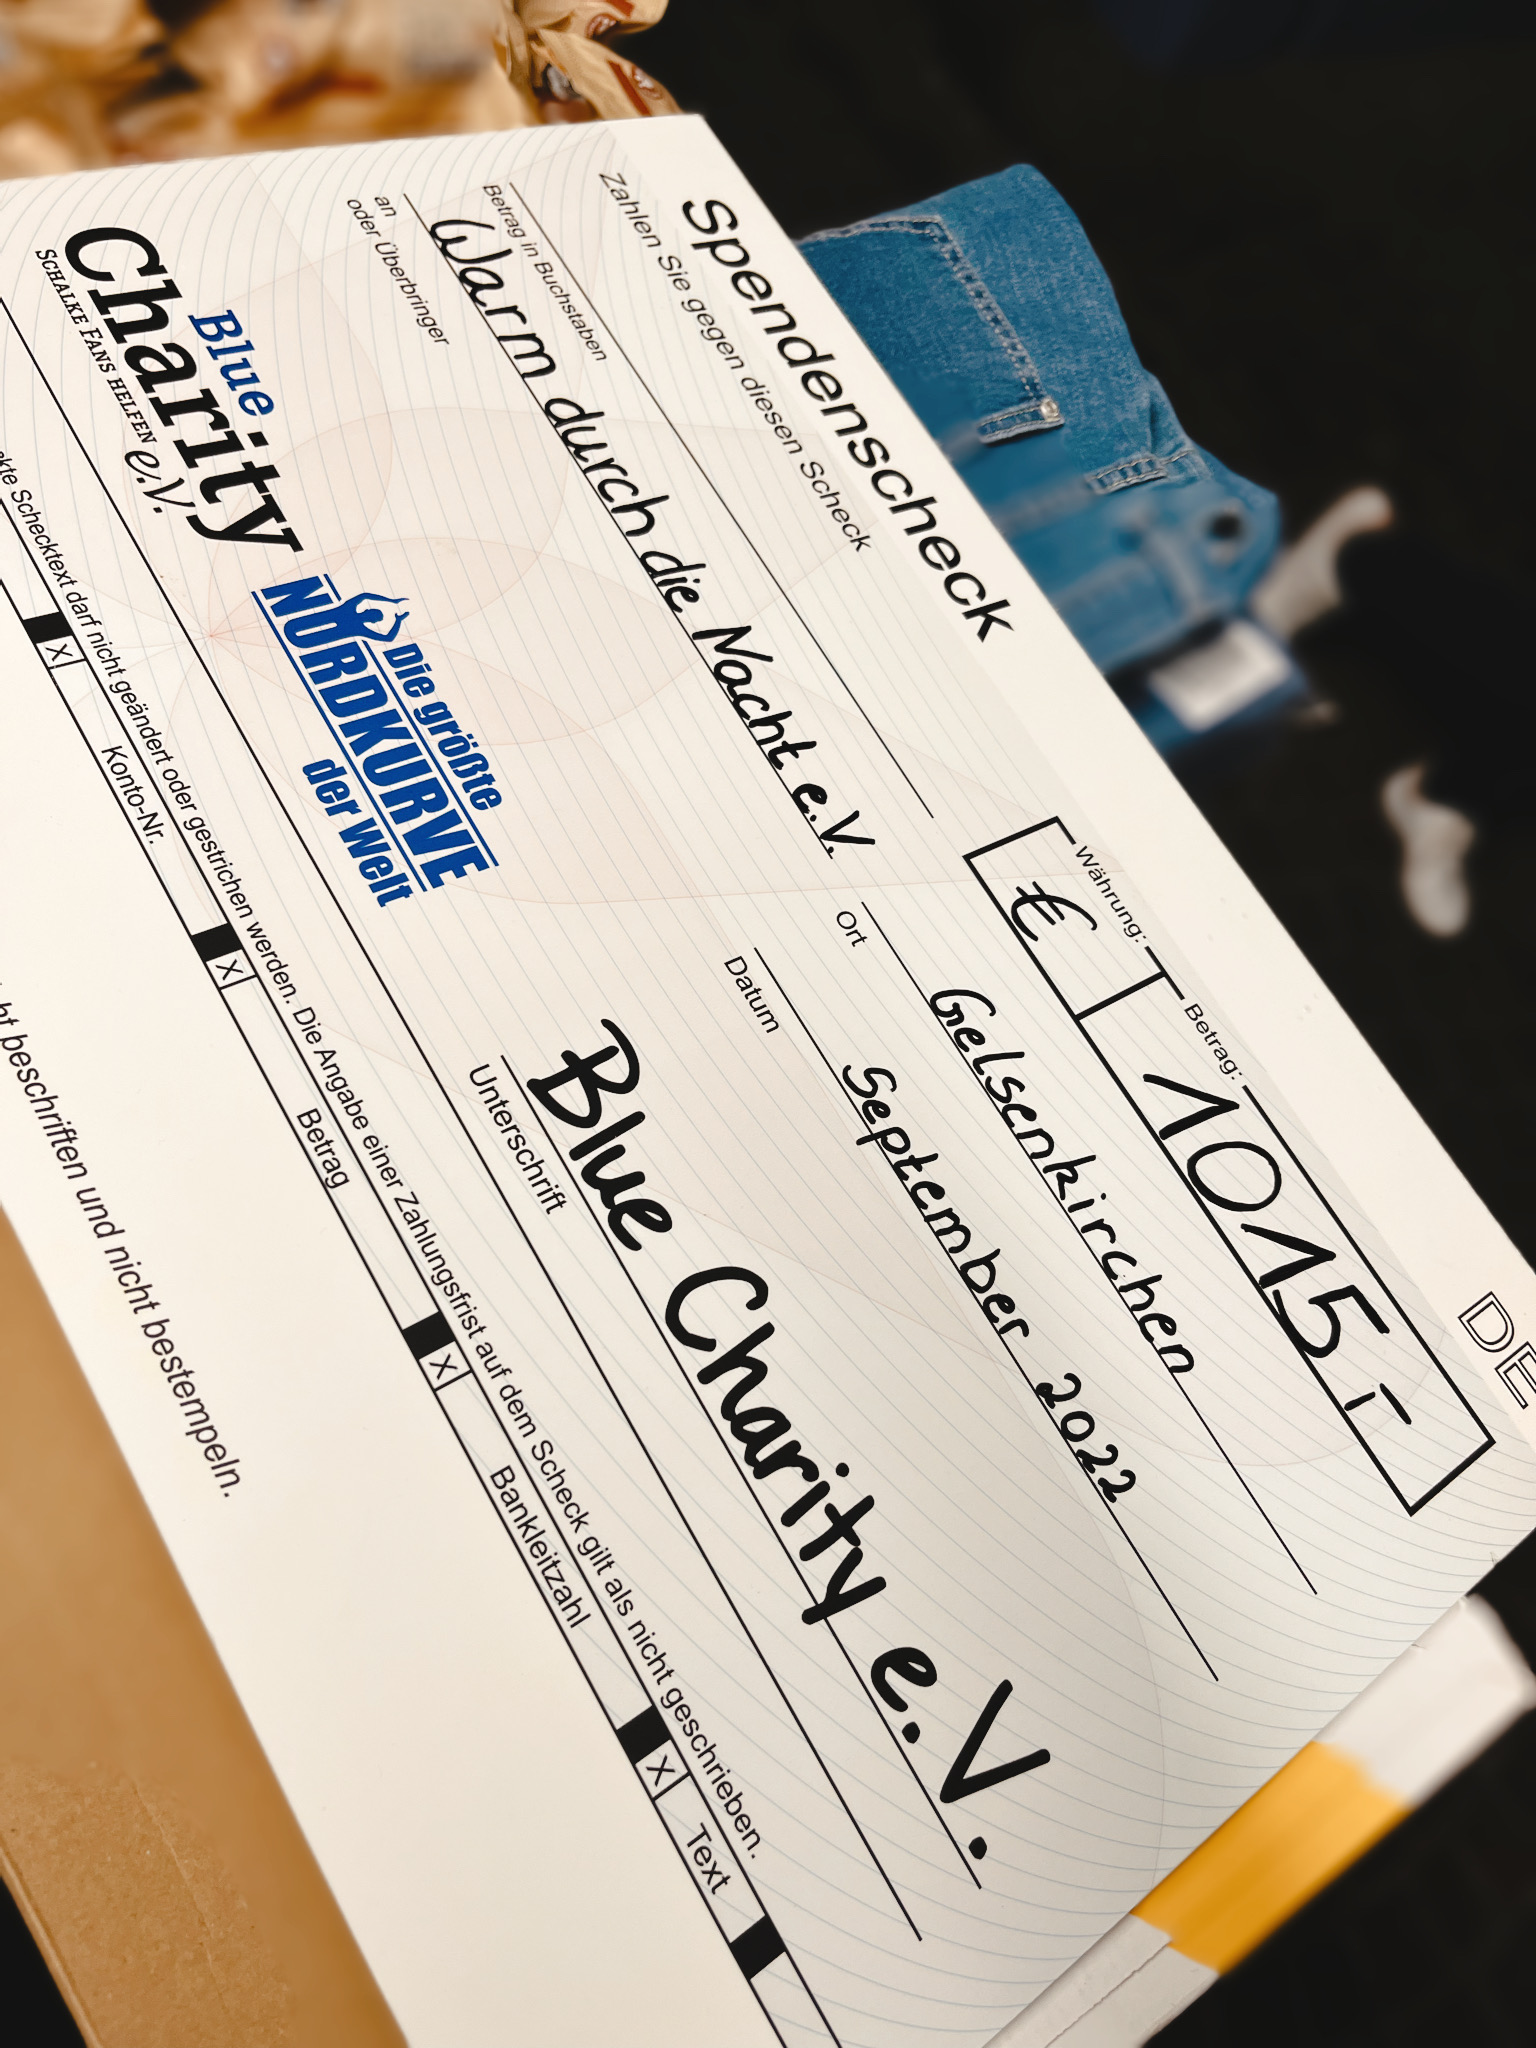 Spendenscheck
DE
Zahlen Sie gegen diesen Scheck
Währung:
Betrag:
€
1015,-
Betrag in Buchstaben
Warm durch die Nacht e.V.
an
oder Überbringer
Ort
Gelsenkirchen
Datum
September 2022
Blue
Charity
SCHALKE FANS HELFEN e.V.
Die größte
NORDKURVE
der Welt
Blue Charity e.V.
Unterschrift
Schecktext darf nicht geändert oder gestrichen werden. Die Angabe einer Zahlungsfrist auf dem Scheck gilt als nicht geschrieben.
X Konto-Nr. X Betrag X Bankleitzahl X Text
beschriften und nicht bestempeln.